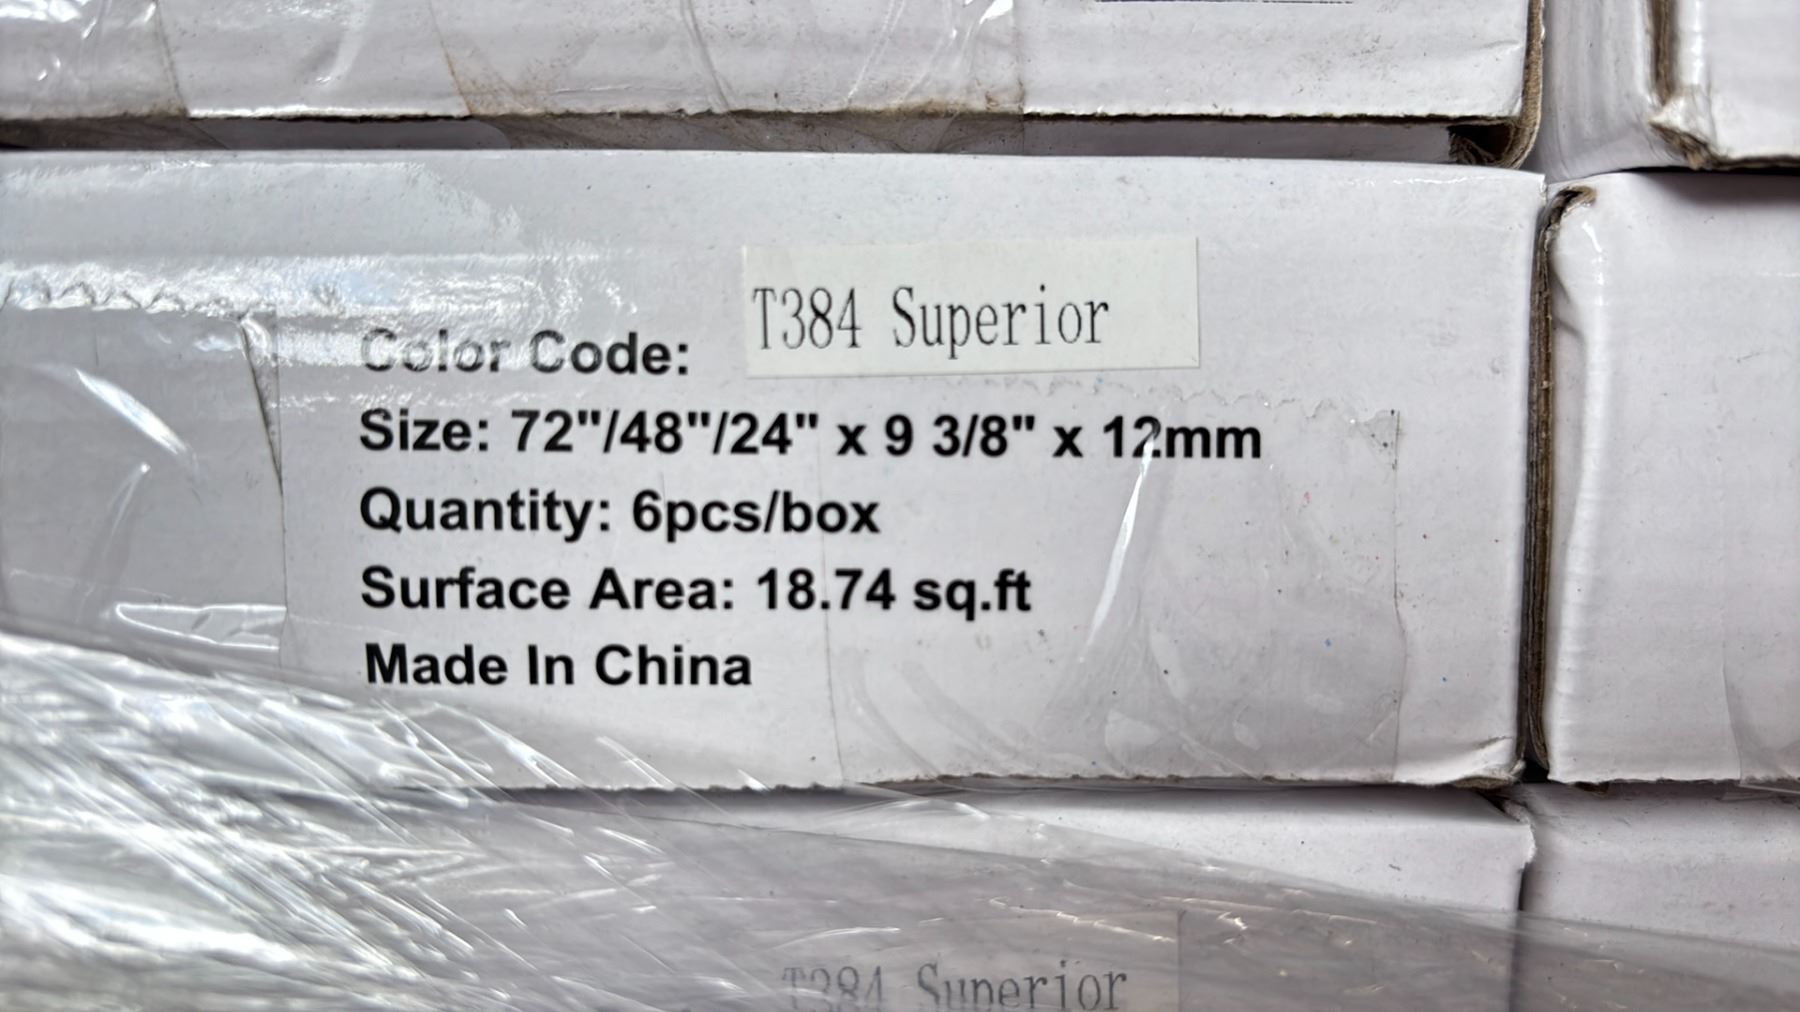 Color Code: T384 Superior
Size: 72"/48"/24" x 9 3/8" x 12mm
Quantity: 6pcs/box
Surface Area: 18.74 sq.ft
Made In China
T384 Superior